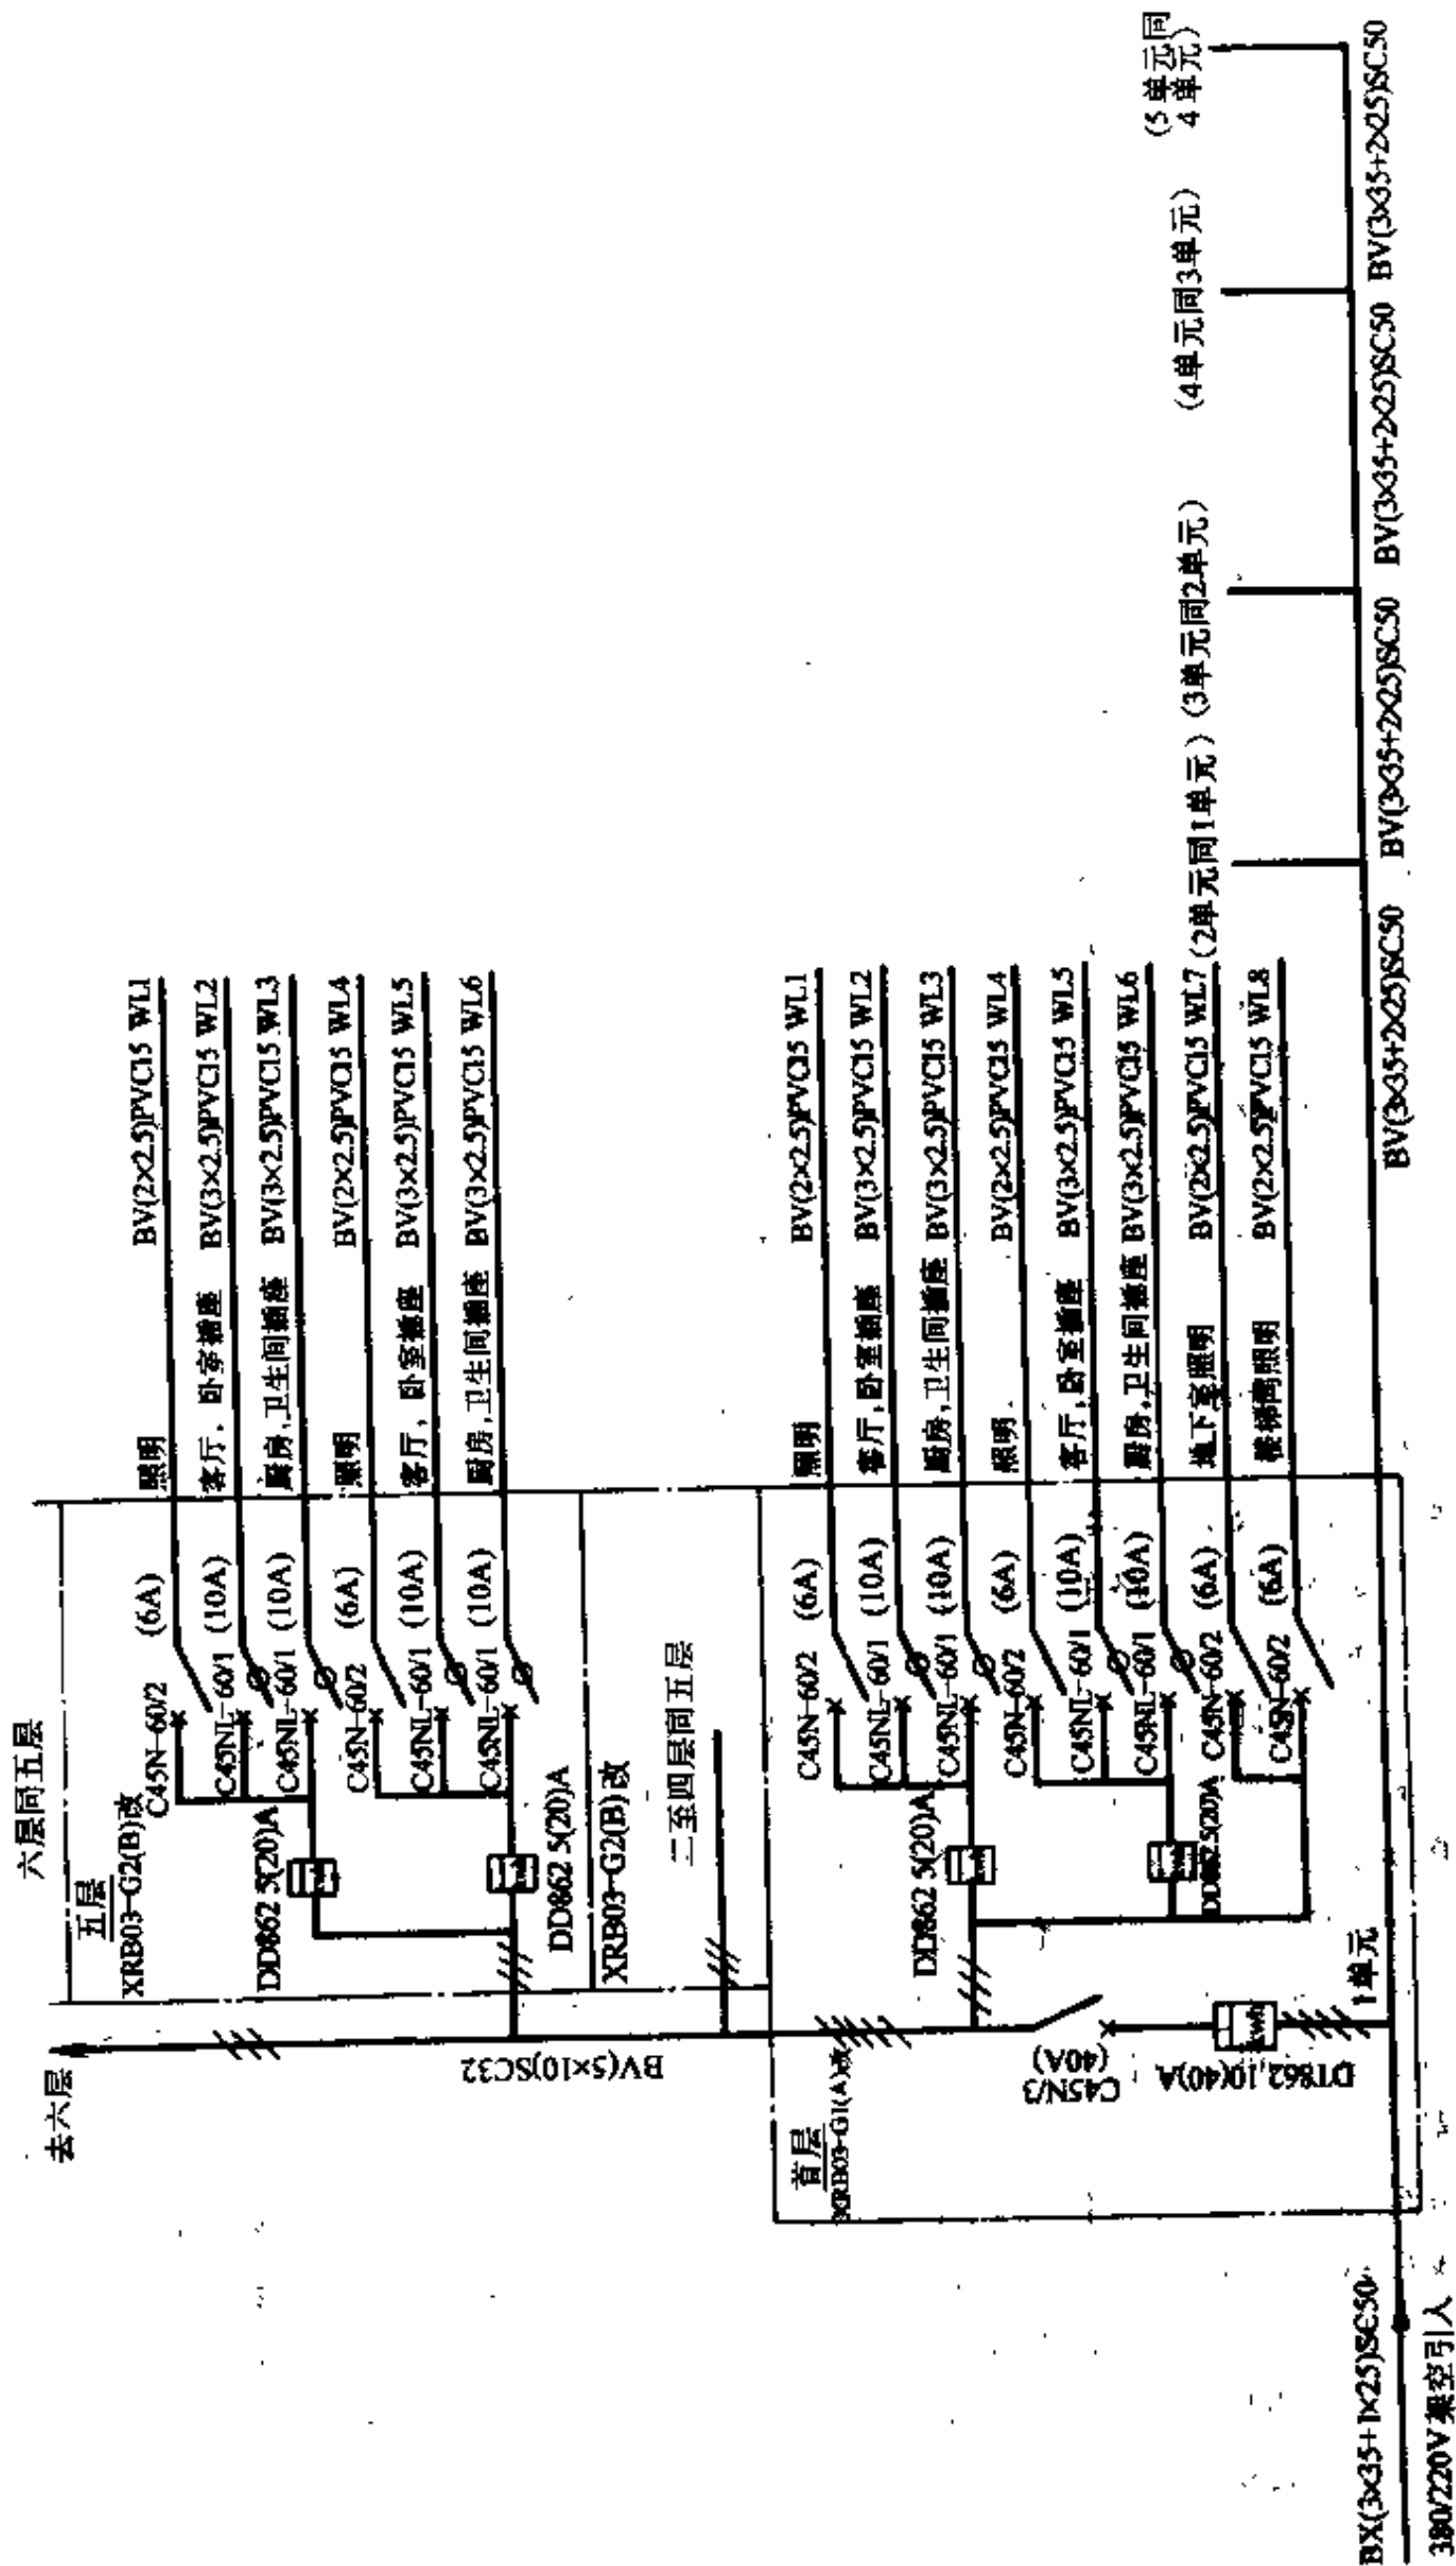 六层同五层
五层
XRB03-G2(B)改
C45N-60/2
(6A)
照明
BV(2×2.5)PVC15 WL1
C45NL-60/1
(10A)
客厅, 卧室插座
BV(3×2.5)PVC15 WL2
C45NL-60/1
(10A)
厨房,卫生间插座
BV(3×2.5)PVC15 WL3
DD862 5(20)A
C45N-60/2
(6A)
照明
BV(2×2.5)PVC15 WL4
C45NL-60/1
(10A)
客厅, 卧室插座
BV(3×2.5)PVC15 WL5
C45NL-60/1
(10A)
厨房,卫生间插座
BV(3×2.5)PVC15 WL6
DD862 5(20)A
XRB03-G2(B)改
去六层
BV(5×10)SC32
二至四层同五层
首层
XRB03-G1(A)改
C45N-60/2
(6A)
照明
BV(2×2.5)PVC15 WL1
C45NL-60/1
(10A)
客厅, 卧室插座
BV(3×2.5)PVC15 WL2
C45NL-60/1
(10A)
厨房,卫生间插座
BV(3×2.5)PVC15 WL3
DD862 5(20)A
C45N-60/2
(6A)
照明
BV(2×2.5)PVC15 WL4
C45NL-60/1
(10A)
客厅, 卧室插座
BV(3×2.5)PVC15 WL5
C45NL-60/1
(10A)
厨房,卫生间插座
BV(3×2.5)PVC15 WL6
DD862 5(20)A
C45N-60/2
(6A)
地下室照明
BV(2×2.5)PVC15 WL7
C45N-60/2
(6A)
楼梯间照明
BV(2×2.5)PVC15 WL8
C45N/3
(40A)
kWh
DT862 10(40)A
1单元
(2单元同1单元)
(3单元同2单元)
(4单元同3单元)
(5单元同
4单元)
BX(3×35+1×25)SC50
380/220V架空引入
BV(3×35+2×25)SC50
BV(3×35+2×25)SC50
BV(3×35+2×25)SC50
BV(3×35+2×25)SC50